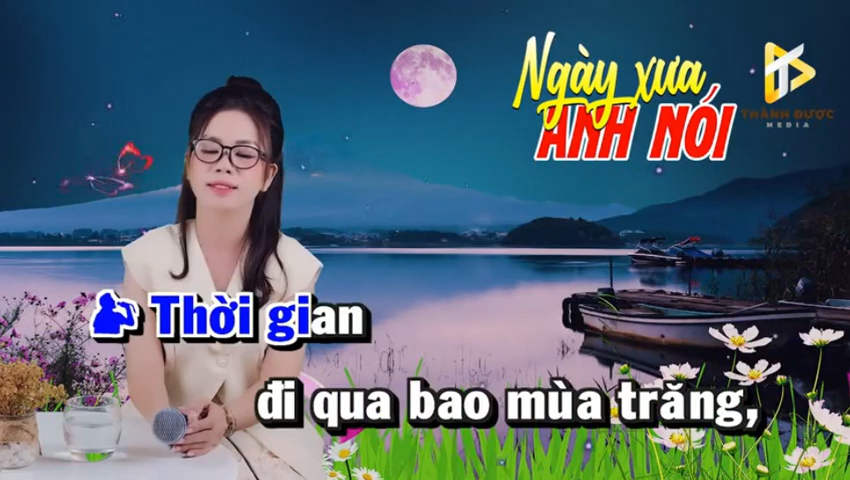 Ngày xưa
ANH NÓI
THÀNH ĐƯỢC
MEDIA
Thời gian
đi qua bao mùa trăng,